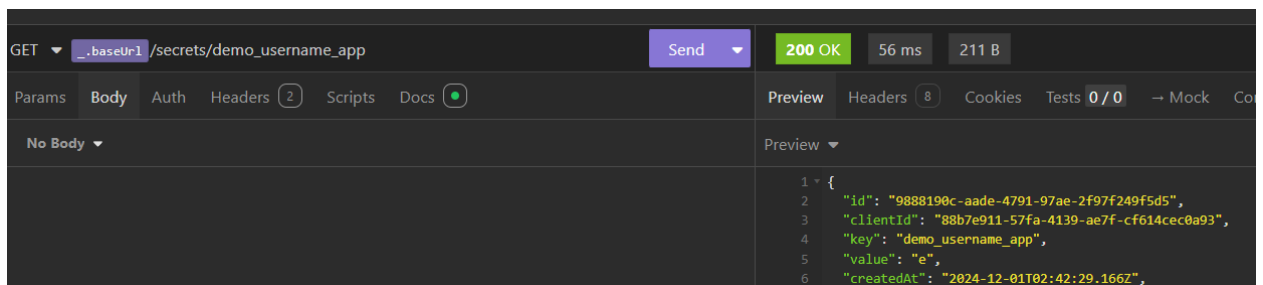 GET _.baseUrl /secrets/demo_username_app Send 200 OK 56 ms 211 B
Params Body Auth Headers 2 Scripts Docs Preview Headers 8 Cookies Tests 0 / 0 → Mock Co
No Body Preview
1 {
2 "id": "9888190c-aade-4791-97ae-2f97f249f5d5",
3 "clientId": "88b7e911-57fa-4139-ae7f-cf614cec0a93",
4 "key": "demo_username_app",
5 "value": "e",
6 "createdAt": "2024-12-01T02:42:29.166Z",